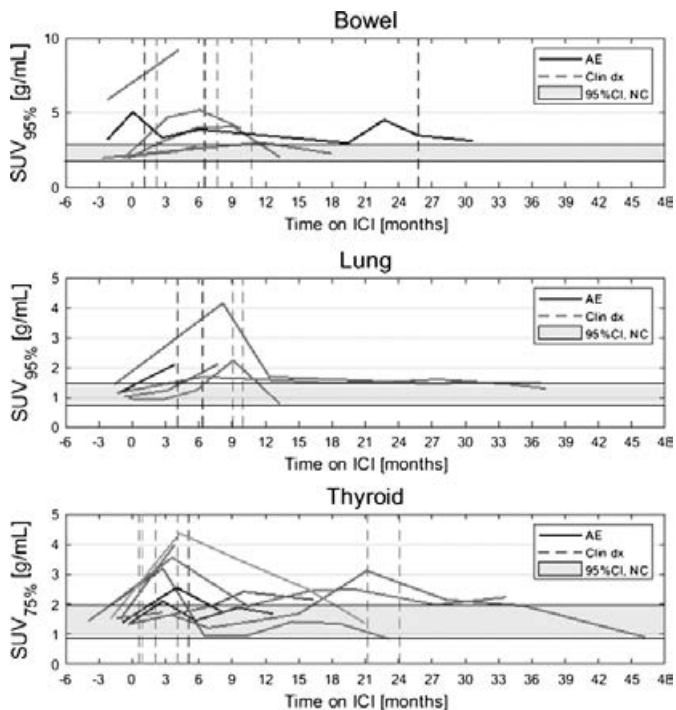 Bowel
10
5
0
SUV95% [g/mL]
AE
Clin dx
95%CI, NC
-6 -3 0 3 6 9 12 15 18 21 24 27 30 33 36 39 42 45 48
Time on ICI [months]
Lung
5
4
3
2
1
0
SUV95% [g/mL]
AE
Clin dx
95%CI, NC
-6 -3 0 3 6 9 12 15 18 21 24 27 30 33 36 39 42 45 48
Time on ICI [months]
Thyroid
5
4
3
2
1
0
SUV75% [g/mL]
AE
Clin dx
95%CI, NC
-6 -3 0 3 6 9 12 15 18 21 24 27 30 33 36 39 42 45 48
Time on ICI [months]